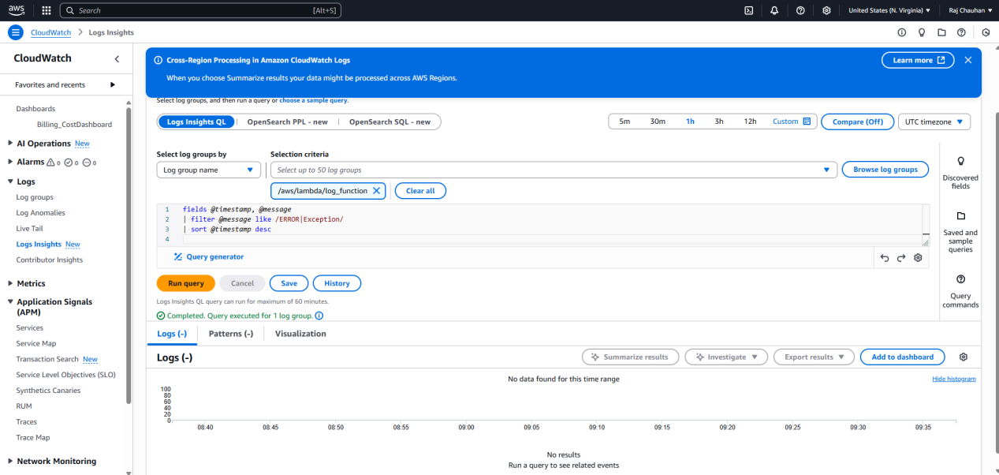 aws
Search [Alt+S]
United States (N. Virginia) Raj Chauhan
CloudWatch > Logs Insights
CloudWatch
Favorites and recents
Dashboards
Billing_CostDashboard
AI Operations New
Alarms 0 0 0
Logs
Log groups
Log Anomalies
Live Tail
Logs Insights New
Contributor Insights
Metrics
Application Signals
(APM)
Services
Service Map
Transaction Search New
Service Level Objectives (SLO)
Synthetics Canaries
RUM
Traces
Trace Map
Network Monitoring
Cross-Region Processing in Amazon CloudWatch Logs
When you choose Summarize results your data might be processed across AWS Regions.
Learn more
Select log groups, and then run a query or choose a sample query.
Logs Insights QL | OpenSearch PPL - new | OpenSearch SQL - new
5m 30m 1h 3h 12h Custom Compare (Off) UTC timezone
Select log groups by Selection criteria
Log group name Select up to 50 log groups Browse log groups
/aws/lambda/log_function Clear all
1 fields @timestamp, @message
2 | filter @message like /ERROR|Exception/
3 | sort @timestamp desc
4
Query generator
Run query Cancel Save History
Logs Insights QL query can run for maximum of 60 minutes.
Completed. Query executed for 1 log group.
Discovered
fields
Saved and
sample
queries
Query
commands
Logs (-) Patterns (-) Visualization
Logs (-) Summarize results Investigate Export results Add to dashboard
No data found for this time range Hide histogram
100
80
60
40
20
0
08:40 08:45 08:50 08:55 09:00 09:05 09:10 09:15 09:20 09:25 09:30 09:35
No results
Run a query to see related events